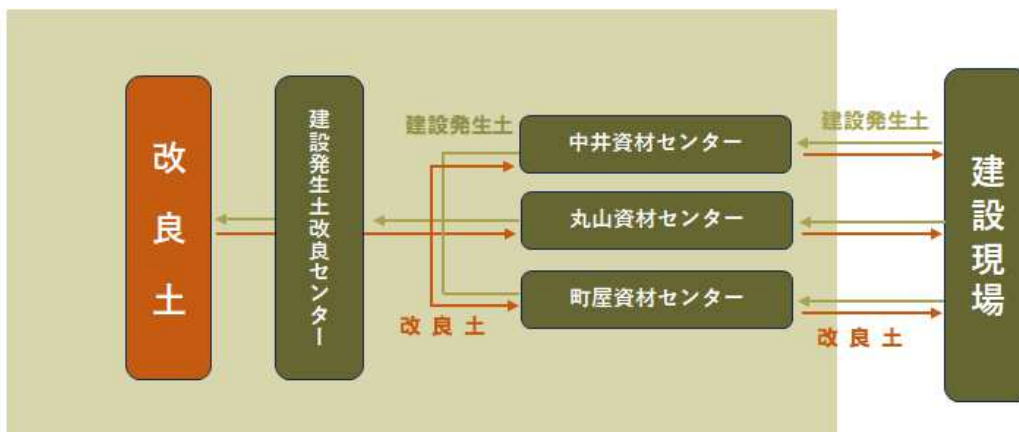 改良土
建設発生土改良センター
建設発生土
中井資材センター
丸山資材センター
町屋資材センター
改良土
建設発生土
改良土
建設現場